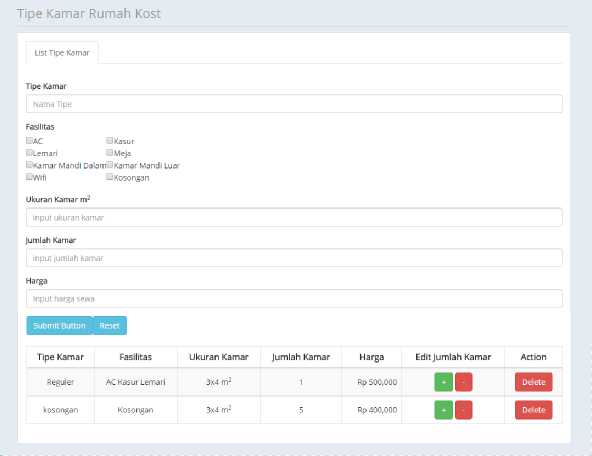 Tipe Kamar Rumah Kost
List Tipe Kamar
Tipe Kamar
Nama Tipe
Fasilitas
AC Kasur
Lemari Meja
Kamar Mandi Dalam Kamar Mandi Luar
Wifi Kosongan
Ukuran Kamar m²
input ukuran kamar
Jumlah Kamar
input jumlah kamar
Harga
input harga sewa
Submit Button Reset
Tipe Kamar Fasilitas Ukuran Kamar Jumlah Kamar Harga Edit Jumlah Kamar Action
Reguler AC Kasur Lemari 3x4 m² 1 Rp 500,000 + - Delete
kosongan Kosongan 3x4 m² 5 Rp 400,000 + - Delete